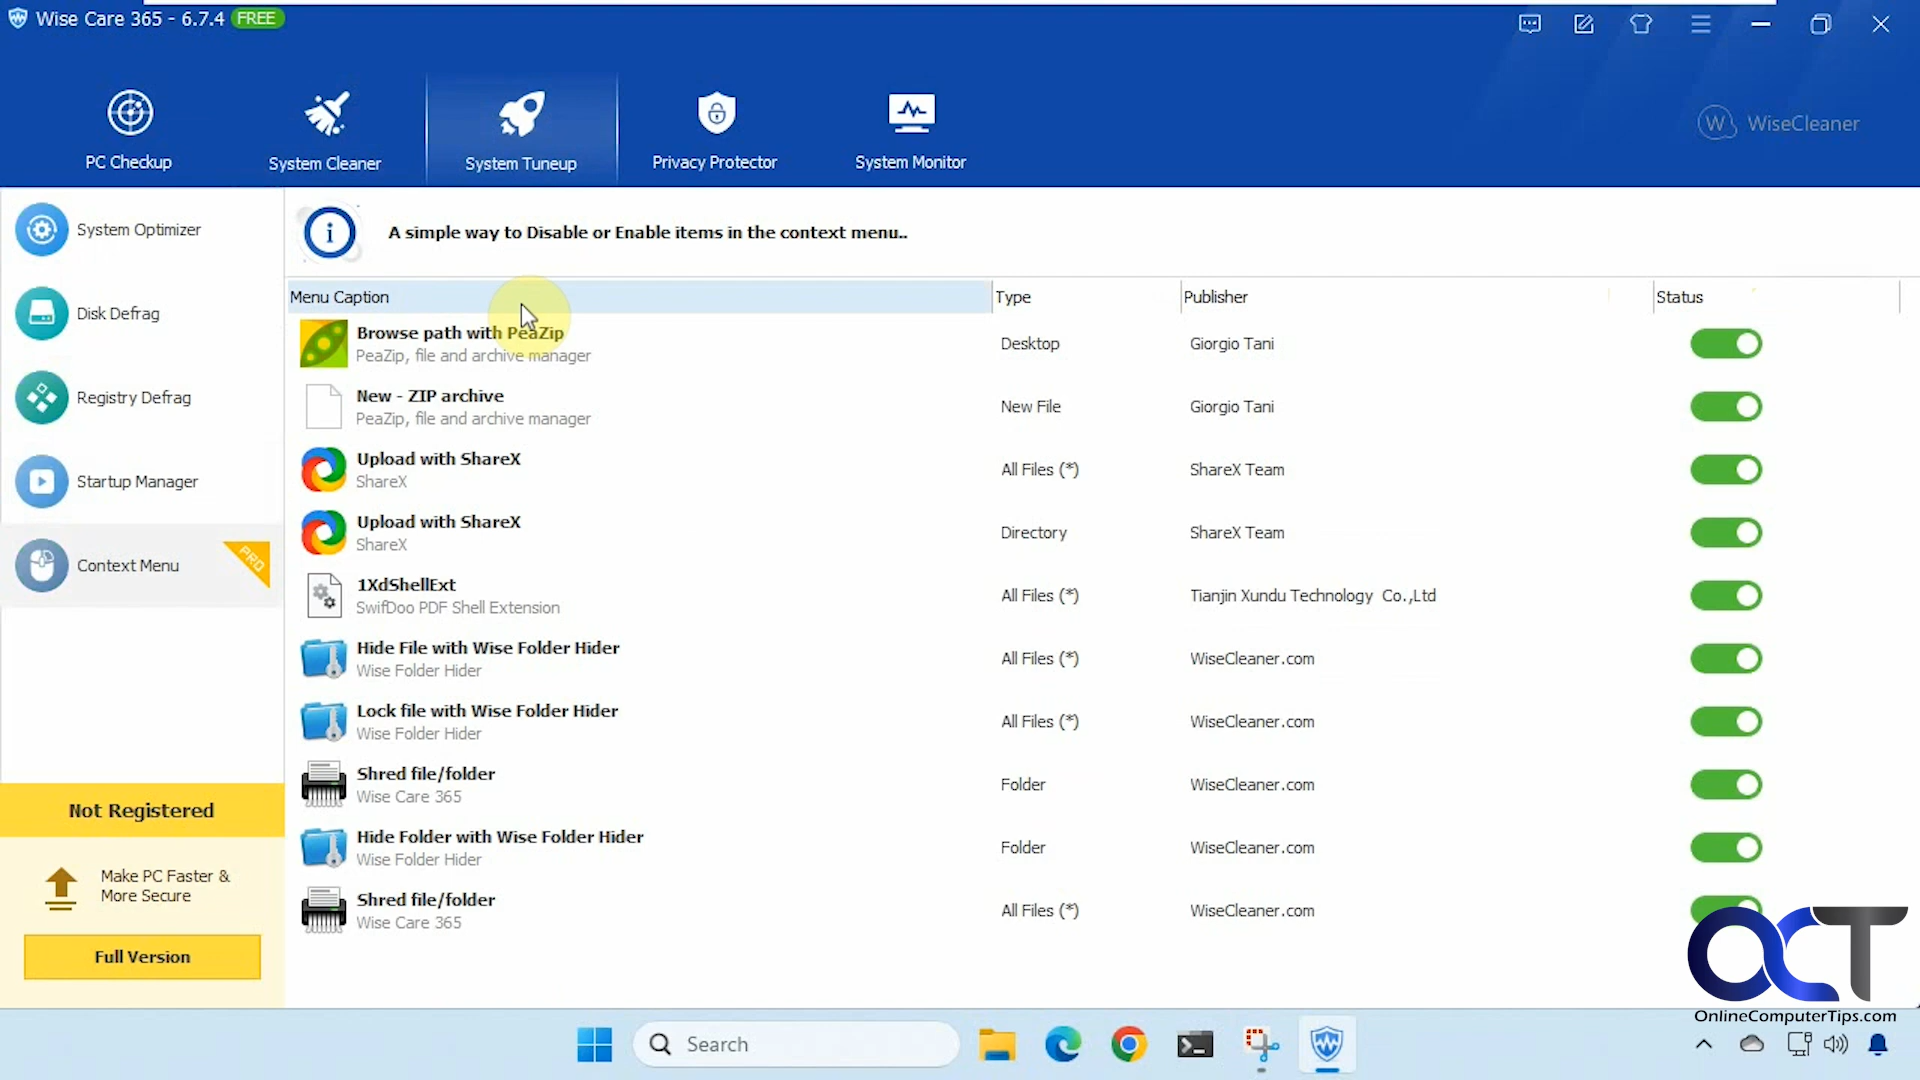 Wise Care 365 - 6.7.4 FREE
PC Checkup
System Cleaner
System Tuneup
Privacy Protector
System Monitor
W WiseCleaner
System Optimizer
Disk Defrag
Registry Defrag
Startup Manager
Context Menu
PRO
Not Registered
Make PC Faster &
More Secure
Full Version
A simple way to Disable or Enable items in the context menu..
Menu Caption Type Publisher Status
Browse path with PeaZip
PeaZip, file and archive manager
Desktop Giorgio Tani
New - ZIP archive
PeaZip, file and archive manager
New File Giorgio Tani
Upload with ShareX
ShareX
All Files (*) ShareX Team
Upload with ShareX
ShareX
Directory ShareX Team
1XdShellExt
SwifDoo PDF Shell Extension
All Files (*) Tianjin Xundu Technology Co.,Ltd
Hide File with Wise Folder Hider
Wise Folder Hider
All Files (*) WiseCleaner.com
Lock file with Wise Folder Hider
Wise Folder Hider
All Files (*) WiseCleaner.com
Shred file/folder
Wise Care 365
Folder WiseCleaner.com
Hide Folder with Wise Folder Hider
Wise Folder Hider
Folder WiseCleaner.com
Shred file/folder
Wise Care 365
All Files (*) WiseCleaner.com
OCT
OnlineComputerTips.com
Search